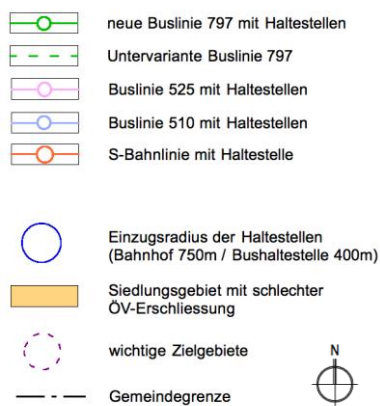 neue Buslinie 797 mit Haltestellen
Untervariante Buslinie 797
Buslinie 525 mit Haltestellen
Buslinie 510 mit Haltestellen
S-Bahnlinie mit Haltestelle
Einzugsradius der Haltestellen
(Bahnhof 750m / Bushaltestelle 400m)
Siedlungsgebiet mit schlechter
ÖV-Erschliessung
wichtige Zielgebiete
N
Gemeindegrenze